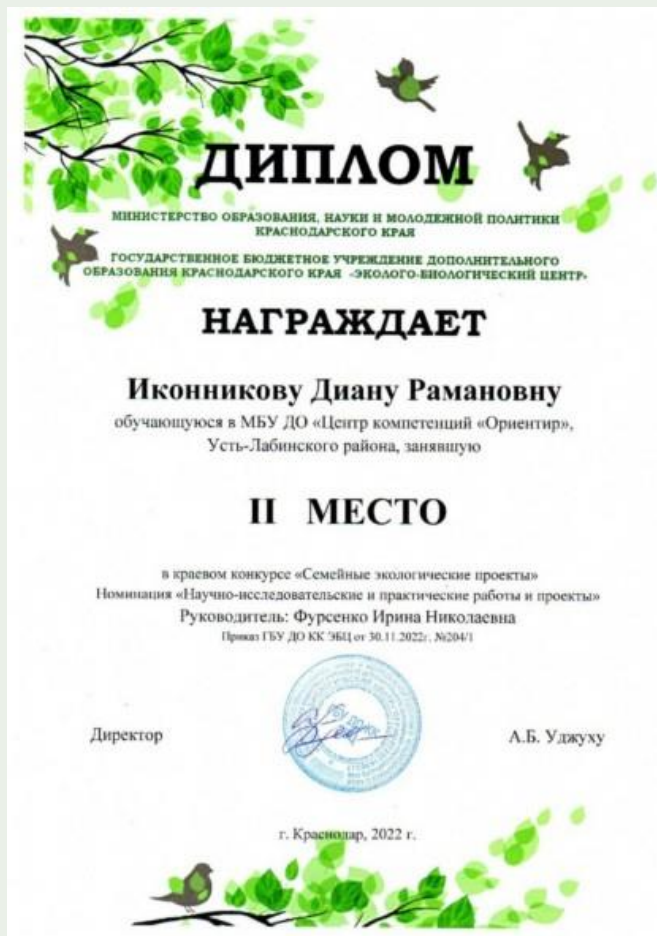 ДИПЛОМ
МИНИСТЕРСТВО ОБРАЗОВАНИЯ, НАУКИ И МОЛОДЕЖНОЙ ПОЛИТИКИ
КРАСНОДАРСКОГО КРАЯ
ГОСУДАРСТВЕННОЕ БЮДЖЕТНОЕ УЧРЕЖДЕНИЕ ДОПОЛНИТЕЛЬНОГО
ОБРАЗОВАНИЯ КРАСНОДАРСКОГО КРАЯ «ЭКОЛОГО-БИОЛОГИЧЕСКИЙ ЦЕНТР»
НАГРАЖДАЕТ
Иконникову Диану Рамановну
обучающуюся в МБУ ДО «Центр компетенций «Ориентир»,
Усть-Лабинского района, занявшую
II МЕСТО
в краевом конкурсе «Семейные экологические проекты»
Номинация «Научно-исследовательские и практические работы и проекты»
Руководитель: Фурсенко Ирина Николаевна
Приказ ГБУ ДО КК ЭБЦ от 30.11.2022г. №204/1
Директор
А.Б. Уджуху
г. Краснодар, 2022 г.